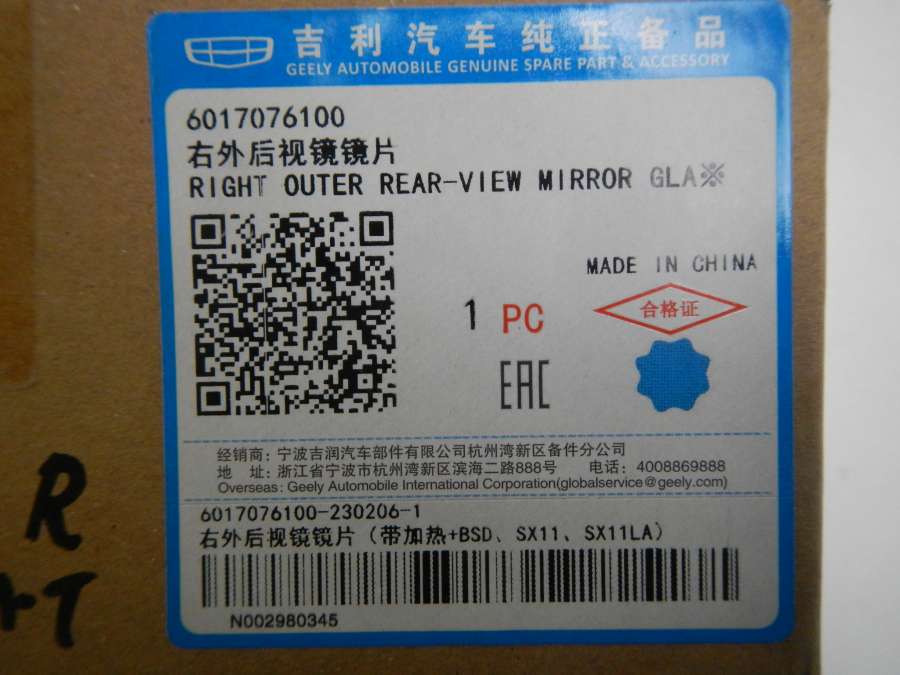 吉利汽车纯正备品
GEELY AUTOMOBILE GENUINE SPARE PART & ACCESSORY
6017076100
右外后视镜镜片
RIGHT OUTER REAR-VIEW MIRROR GLA※
MADE IN CHINA
合格证
1 PC
EAC
经销商: 宁波吉润汽车部件有限公司杭州湾新区备件分公司
地 址: 浙江省宁波市杭州湾新区滨海二路888号 电话: 4008869888
Overseas: Geely Automobile International Corporation(globalservice@geely.com)
6017076100-230206-1
右外后视镜镜片（带加热+BSD、SX11、SX11LA）
N002980345
R